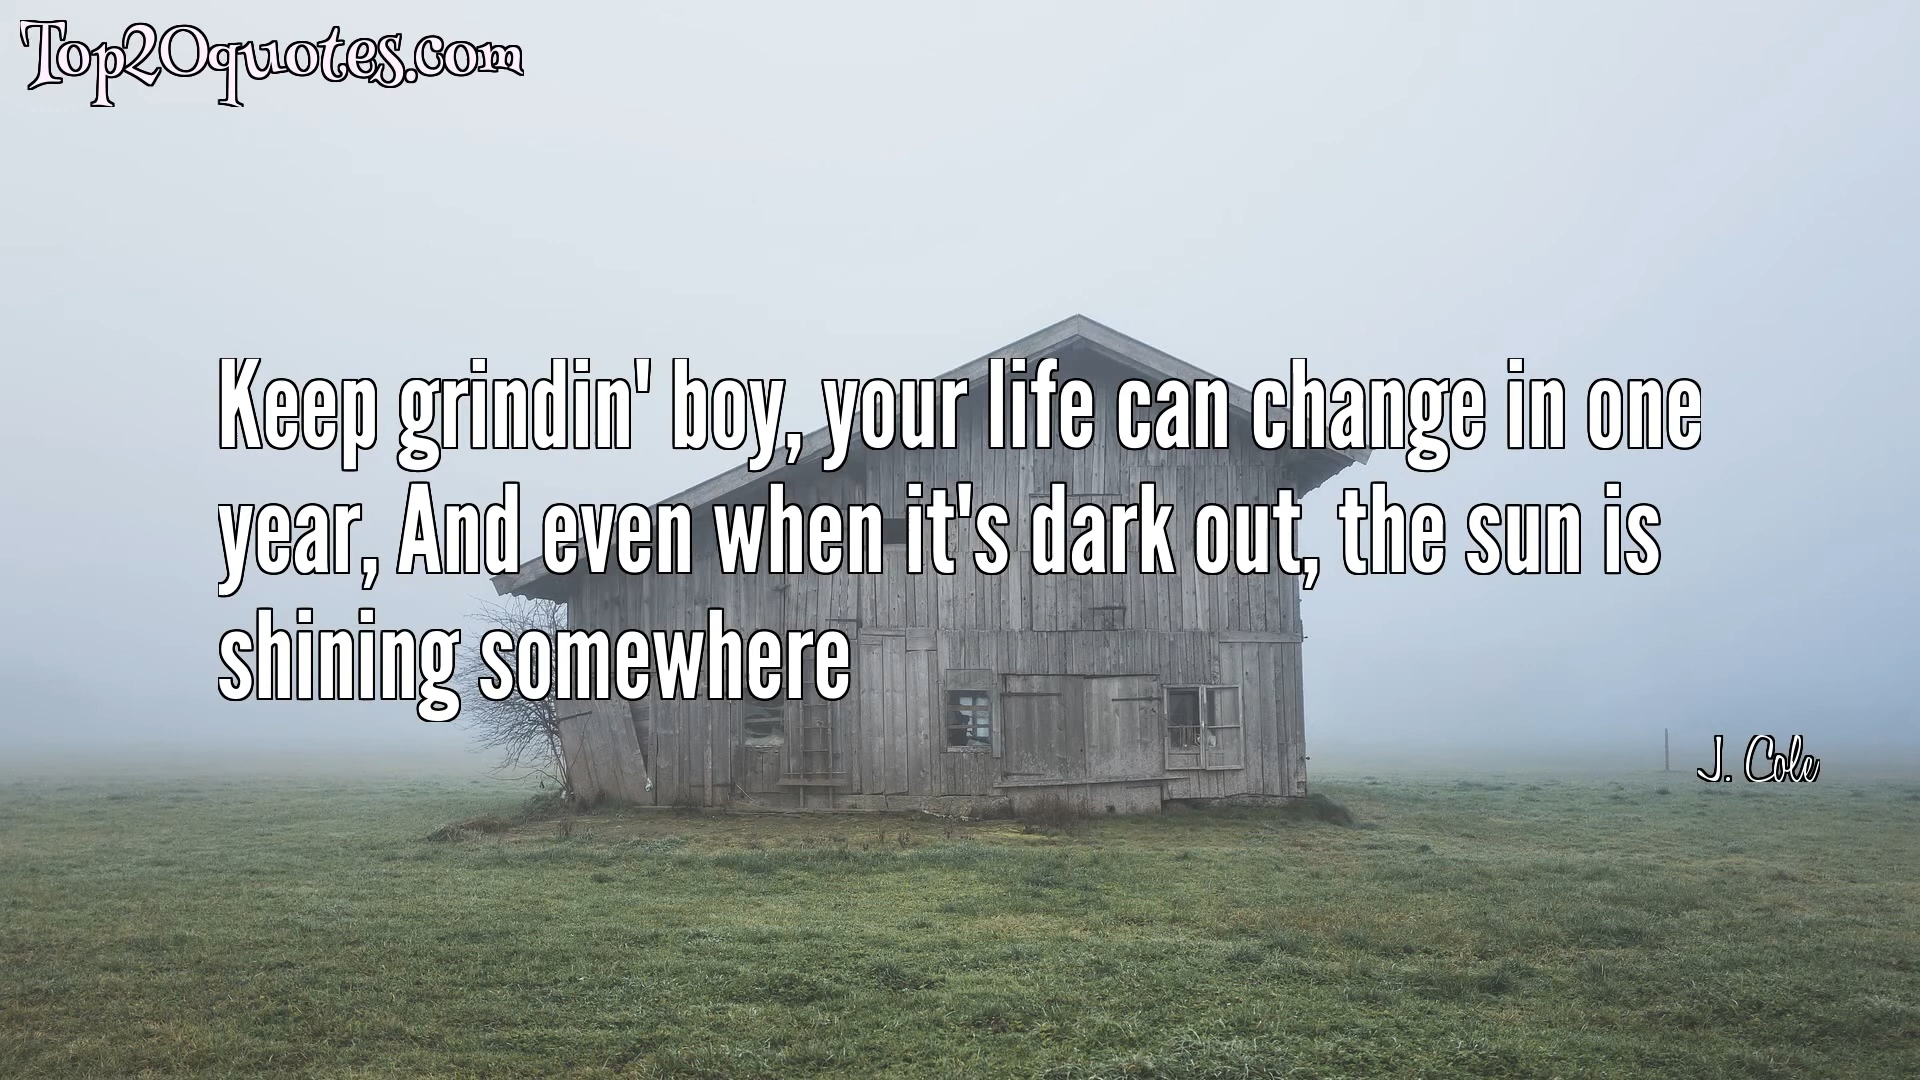 Top20quotes.com
Keep grindin' boy, your life can change in one
year, And even when it's dark out, the sun is
shining somewhere
J. Cole